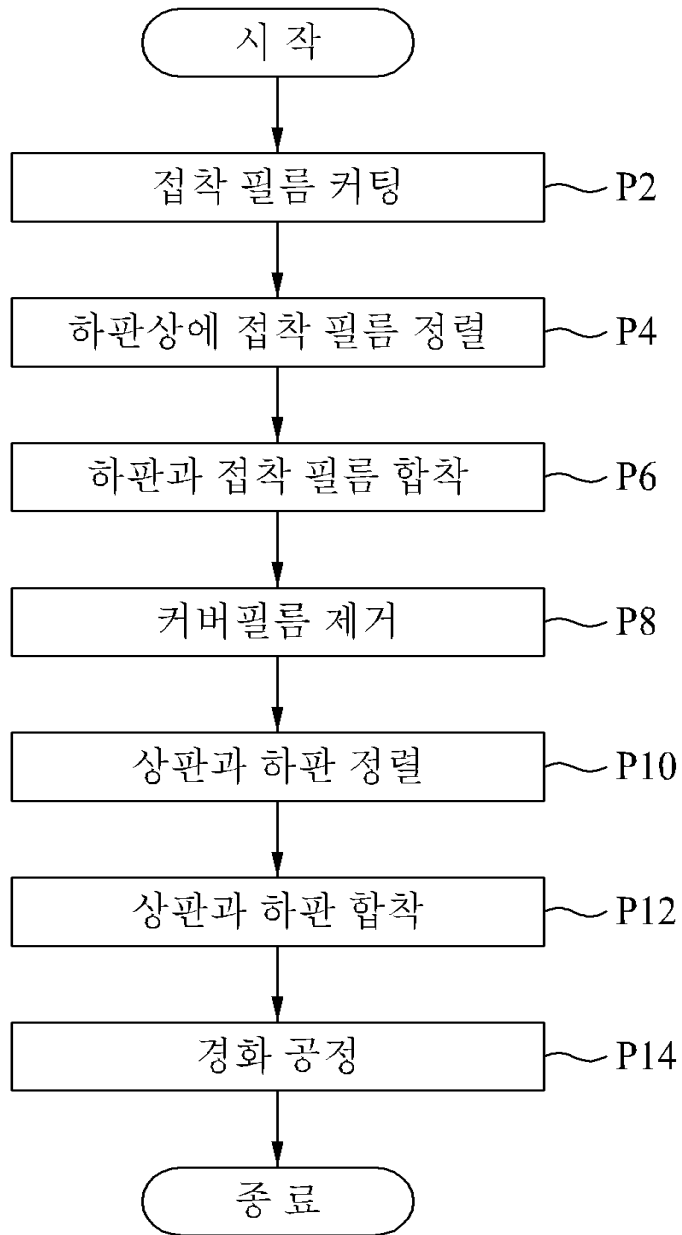 시 작
접착 필름 커팅 P2
하판상에 접착 필름 정렬 P4
하판과 접착 필름 합착 P6
커버필름 제거 P8
상판과 하판 정렬 P10
상판과 하판 합착 P12
경화 공정 P14
종 료